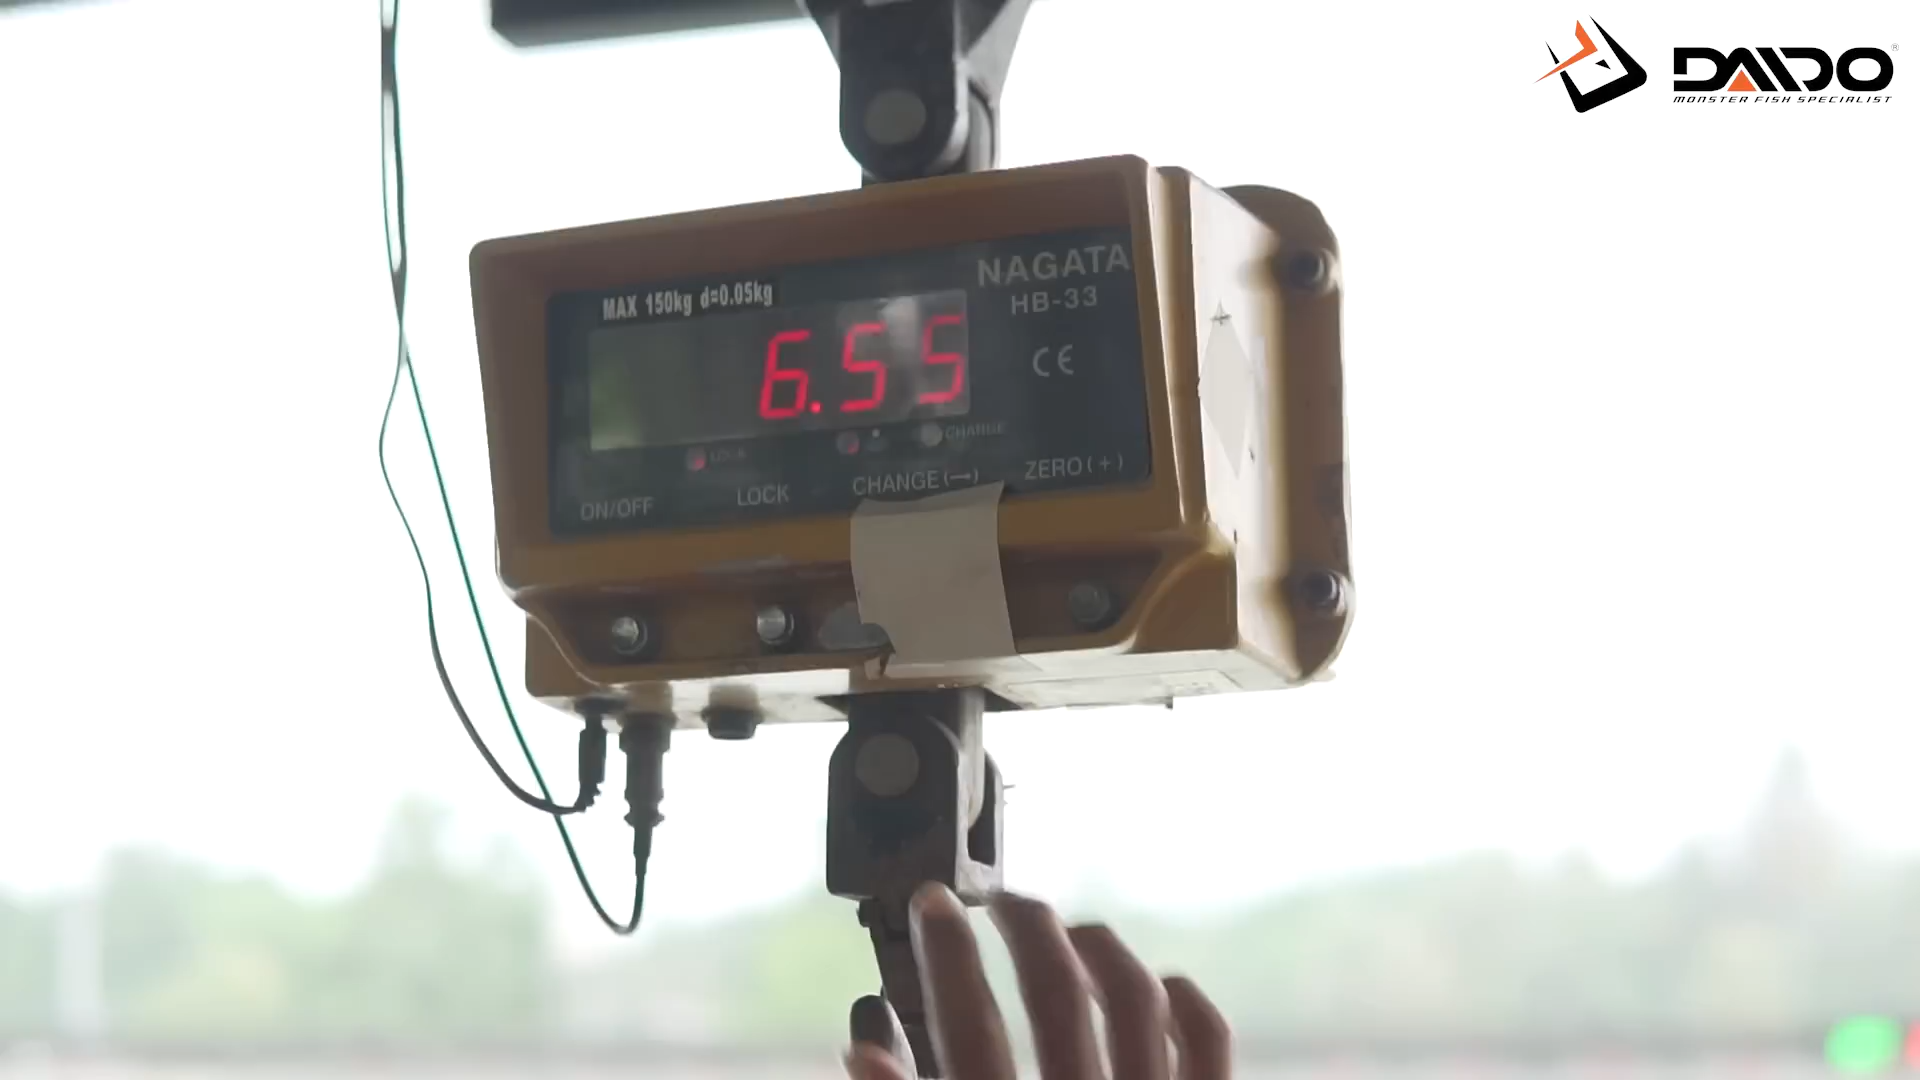 DAIDO®
MONSTER FISH SPECIALIST
NAGATA
HB-33
MAX 150kg d=0.05kg
6.55
CE
LOCK
CHANGE
ON/OFF
LOCK
CHANGE(→)
ZERO(+)